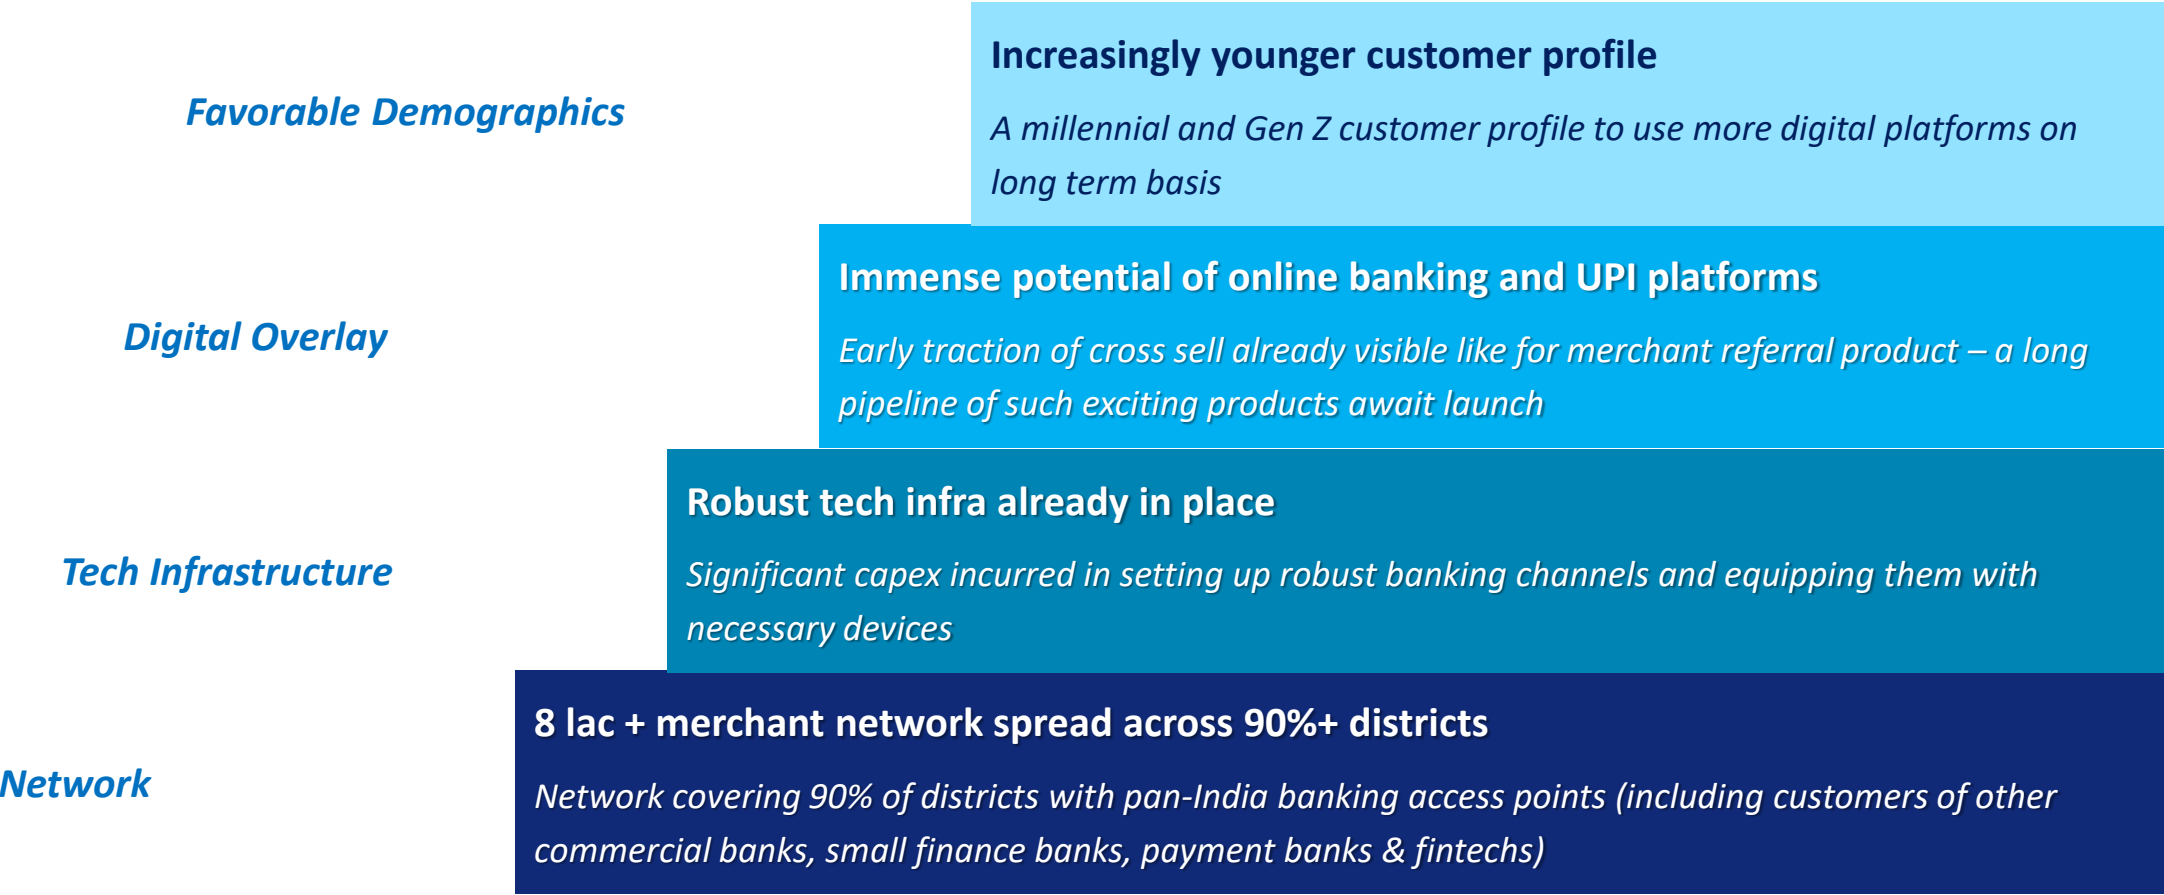 Favorable Demographics
Increasingly younger customer profile
A millennial and Gen Z customer profile to use more digital platforms on
long term basis
Digital Overlay
Immense potential of online banking and UPI platforms
Early traction of cross sell already visible like for merchant referral product – a long
pipeline of such exciting products await launch
Tech Infrastructure
Robust tech infra already in place
Significant capex incurred in setting up robust banking channels and equipping them with
necessary devices
Network
8 lac + merchant network spread across 90%+ districts
Network covering 90% of districts with pan-India banking access points (including customers of other
commercial banks, small finance banks, payment banks & fintechs)